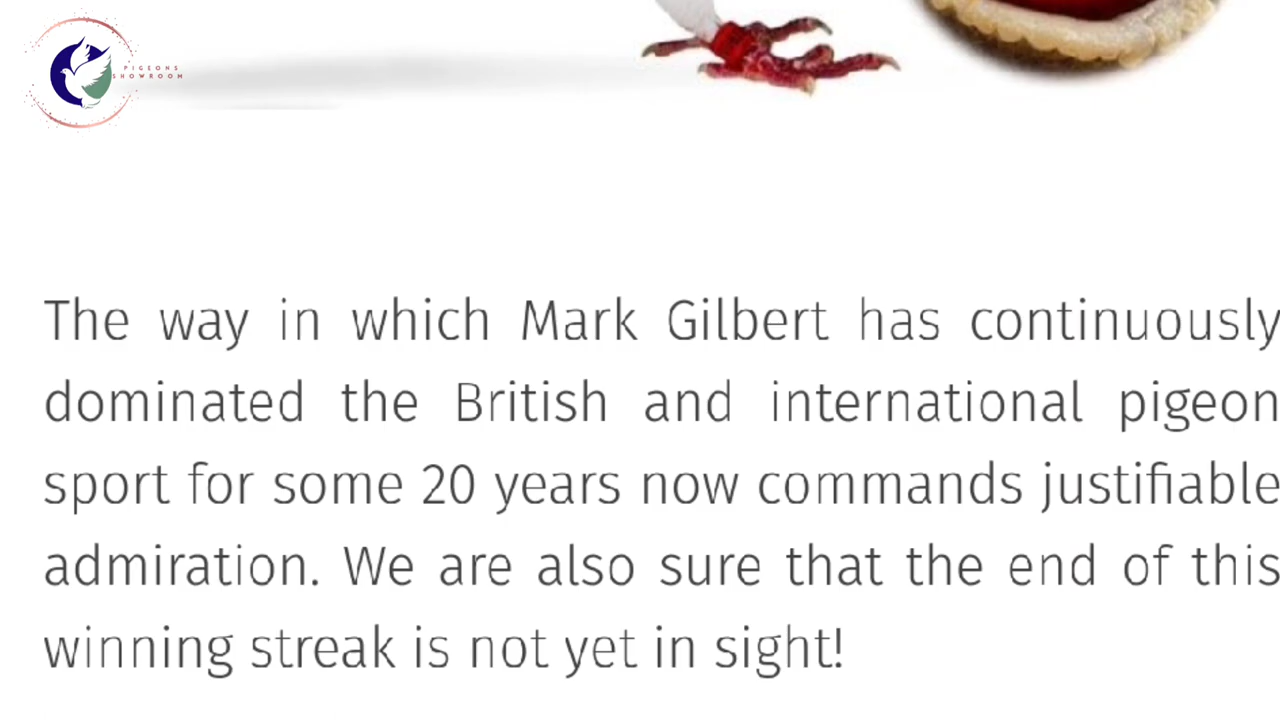 PIGEONS
SHOWROOM
The way in which Mark Gilbert has continuously
dominated the British and international pigeon
sport for some 20 years now commands justifiable
admiration. We are also sure that the end of this
winning streak is not yet in sight!